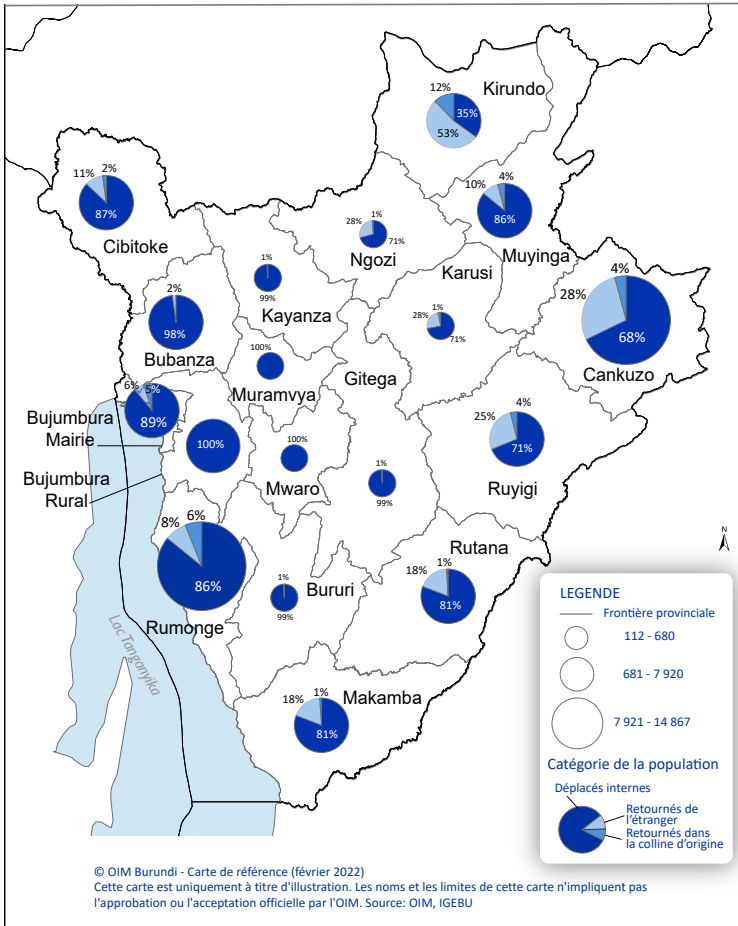 12%
Kirundo
35%
53%
11%
2%
87%
Cibitoke
10%
4%
86%
Muyinga
28%
1%
71%
Ngozi
Karusi
28%
1%
71%
1%
99%
Kayanza
28%
4%
68%
Cankuzo
2%
98%
Bubanza
100%
Muramvya
Gitega
6%
5%
89%
Bujumbura
Mairie
100%
Bujumbura
Rural
100%
Mwaro
1%
99%
25%
4%
71%
Ruyigi
8%
6%
86%
Rumonge
1%
99%
Bururi
Rutana
18%
1%
81%
18%
1%
Makamba
81%
Lac Tanganyika
N
LEGENDE
Frontière provinciale
112 - 680
681 - 7 920
7 921 - 14 867
Catégorie de la population
Déplacés internes
Retournés de
l'étranger
Retournés dans
la colline d'origine
© OIM Burundi - Carte de référence (février 2022)
Cette carte est uniquement à titre d'illustration. Les noms et les limites de cette carte n'impliquent pas
l'approbation ou l'acceptation officielle par l'OIM. Source: OIM, IGEBU